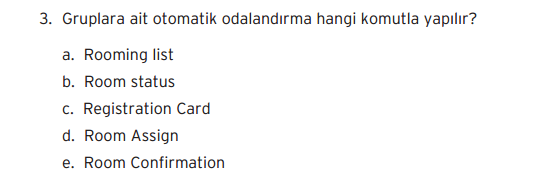 3. Gruplara ait otomatik odalandırma hangi komutla yapılır?
a. Rooming list
b. Room status
c. Registration Card
d. Room Assign
e. Room Confirmation